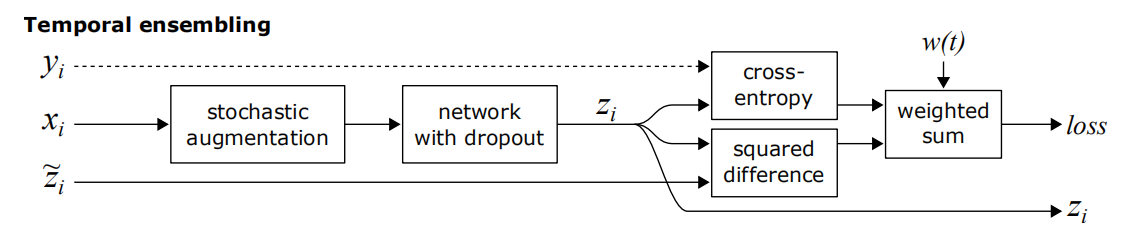 Temporal ensembling
w(t)
yᵢ
cross-
entropy
xᵢ
stochastic
augmentation
network
with dropout
zᵢ
weighted
sum
loss
z̃ᵢ
squared
difference
zᵢ